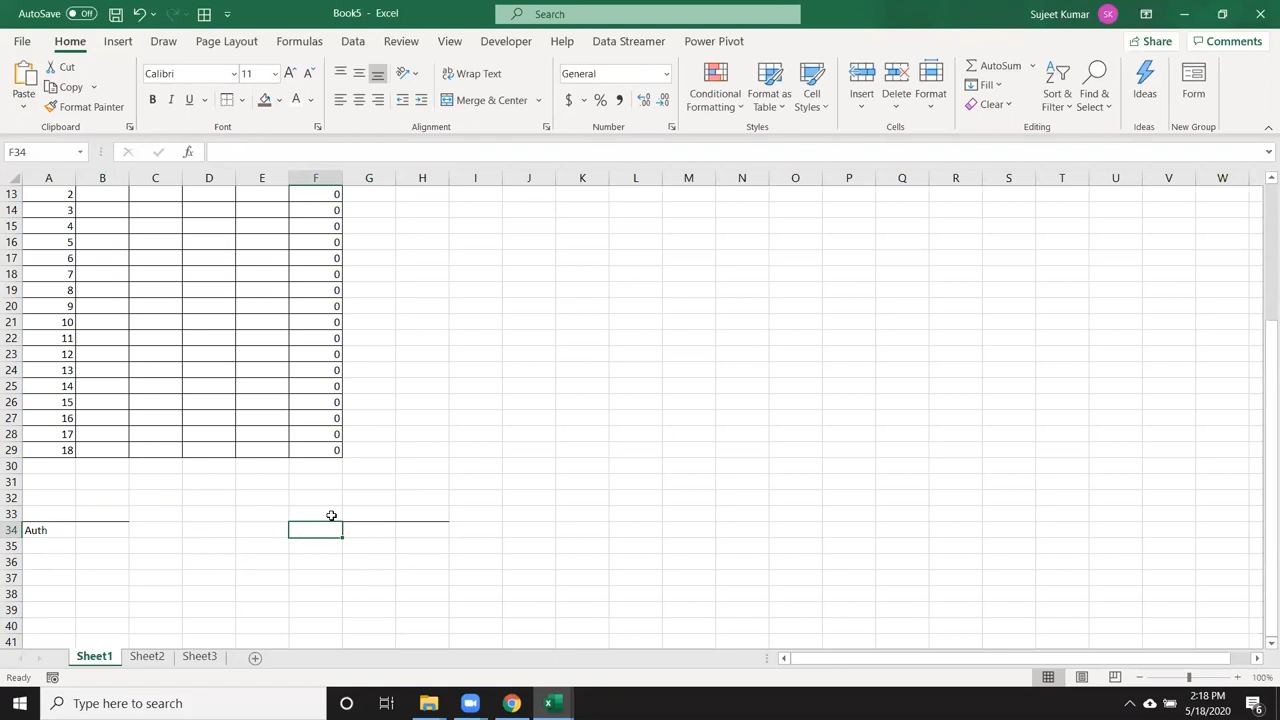 AutoSave Off Book5 - Excel Search Sujeet Kumar SK
File Home Insert Draw Page Layout Formulas Data Review View Developer Help Data Streamer Power Pivot Share Comments
Paste Cut Copy Format Painter Clipboard
Calibri 11 B I U Font
Wrap Text Merge & Center Alignment
General $ % , Number
Conditional Formatting Format as Table Cell Styles Styles
Insert Delete Format Cells
AutoSum Fill Clear Sort & Filter Find & Select Editing
Ideas Ideas
Form New Group
F34 fx
A B C D E F G H I J K L M N O P Q R S T U V W
13 2 0
14 3 0
15 4 0
16 5 0
17 6 0
18 7 0
19 8 0
20 9 0
21 10 0
22 11 0
23 12 0
24 13 0
25 14 0
26 15 0
27 16 0
28 17 0
29 18 0
30
31
32
33
34 Auth
35
36
37
38
39
40
41
Sheet1 Sheet2 Sheet3
Ready 100%
Type here to search 2:18 PM
5/18/2020 6